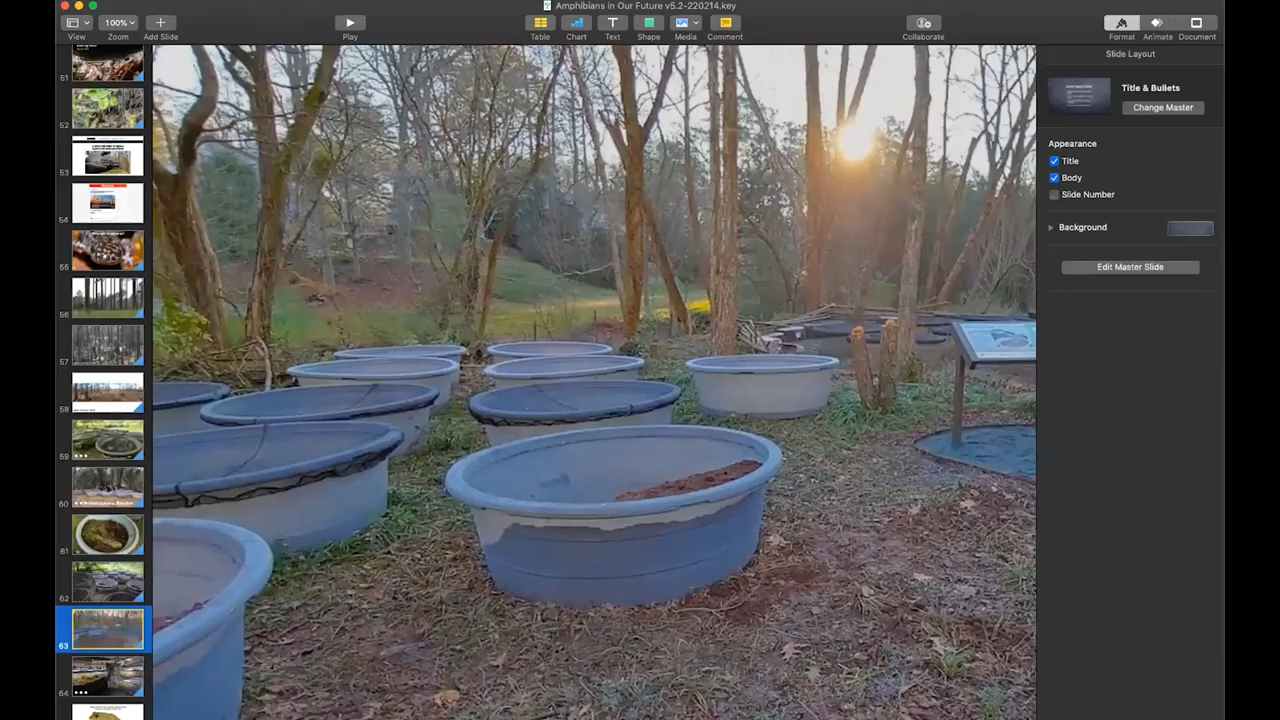 Amphibians in Our Future v5.2-220214.key
View
100%
Zoom
Add Slide
Play
Table
Chart
Text
Shape
Media
Comment
Collaborate
Format
Animate
Document
Slide Layout
Title & Bullets
Change Master
Appearance
Title
Body
Slide Number
Background
Edit Master Slide
51
52
53
54
55
56
57
58
59
60
61
62
63
64